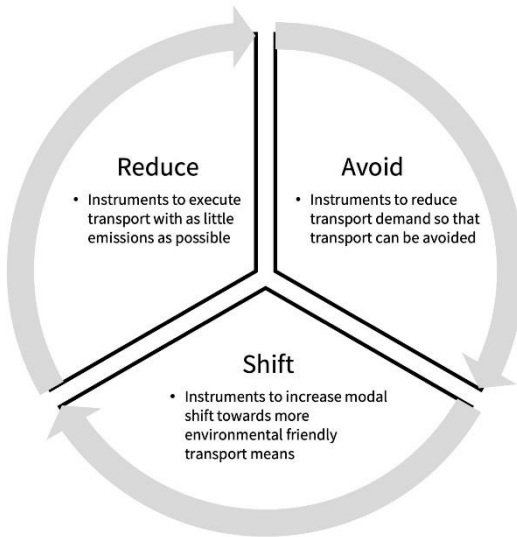 Reduce
• Instruments to execute
transport with as little
emissions as possible
Avoid
• Instruments to reduce
transport demand so that
transport can be avoided
Shift
• Instruments to increase modal
shift towards more
environmental friendly
transport means